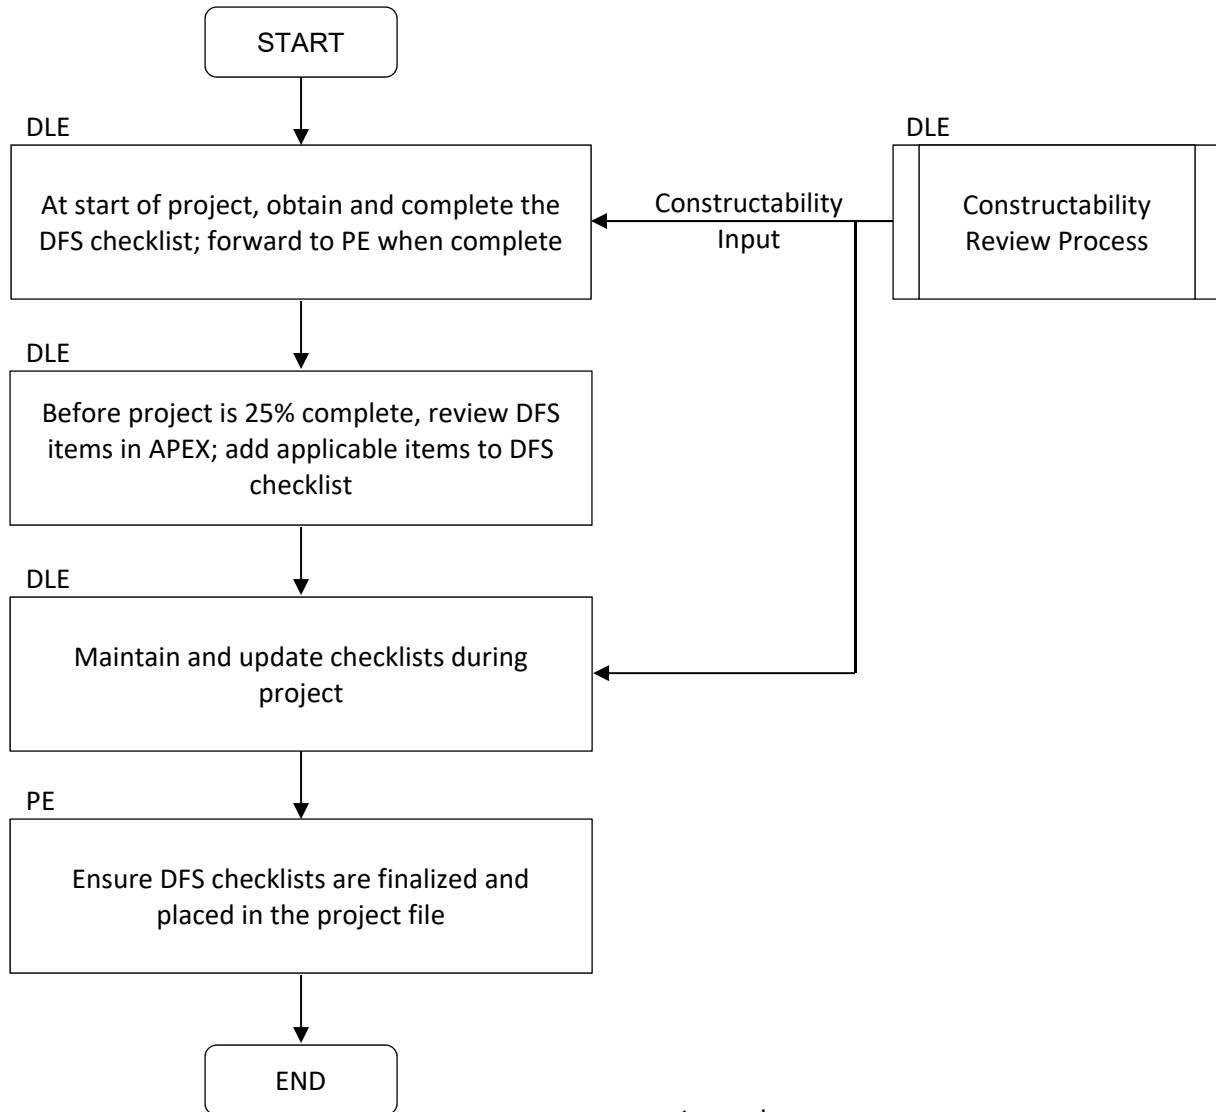 START
DLE
At start of project, obtain and complete the
DFS checklist; forward to PE when complete
Constructability
Input
DLE
Constructability
Review Process
DLE
Before project is 25% complete, review DFS
items in APEX; add applicable items to DFS
checklist
DLE
Maintain and update checklists during
project
PE
Ensure DFS checklists are finalized and
placed in the project file
END